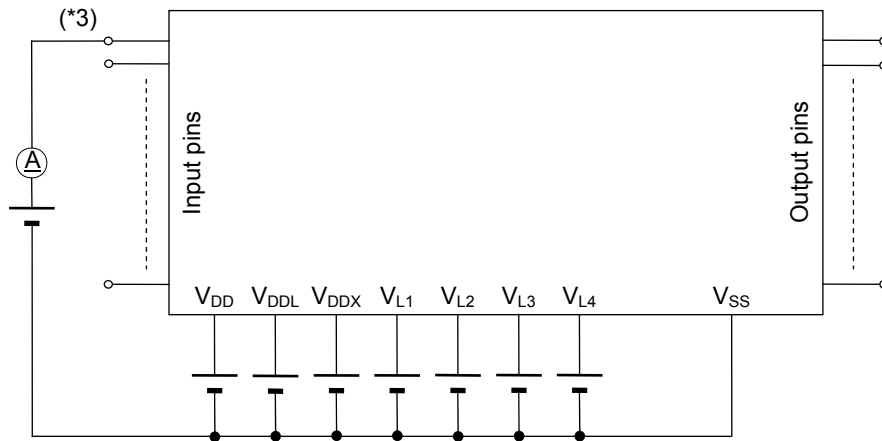 (*3)
A
Input pins
Output pins
VDD VDDL VDDX VL1 VL2 VL3 VL4 VSS